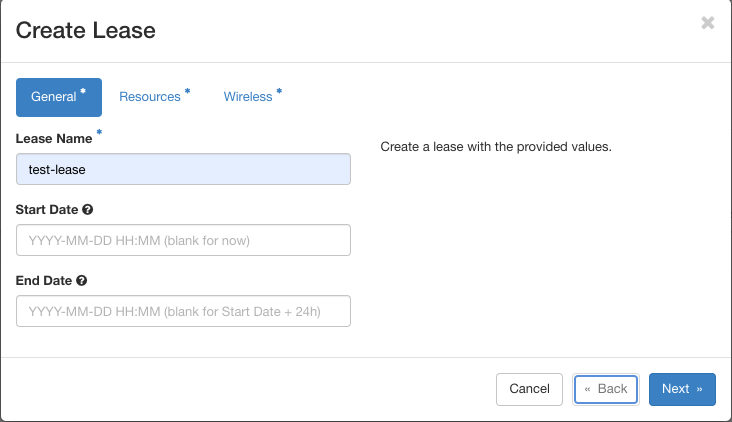 Create Lease
×
General *
Resources *
Wireless *
Lease Name *
test-lease
Create a lease with the provided values.
Start Date ?
YYYY-MM-DD HH:MM (blank for now)
End Date ?
YYYY-MM-DD HH:MM (blank for Start Date + 24h)
Cancel
« Back
Next »